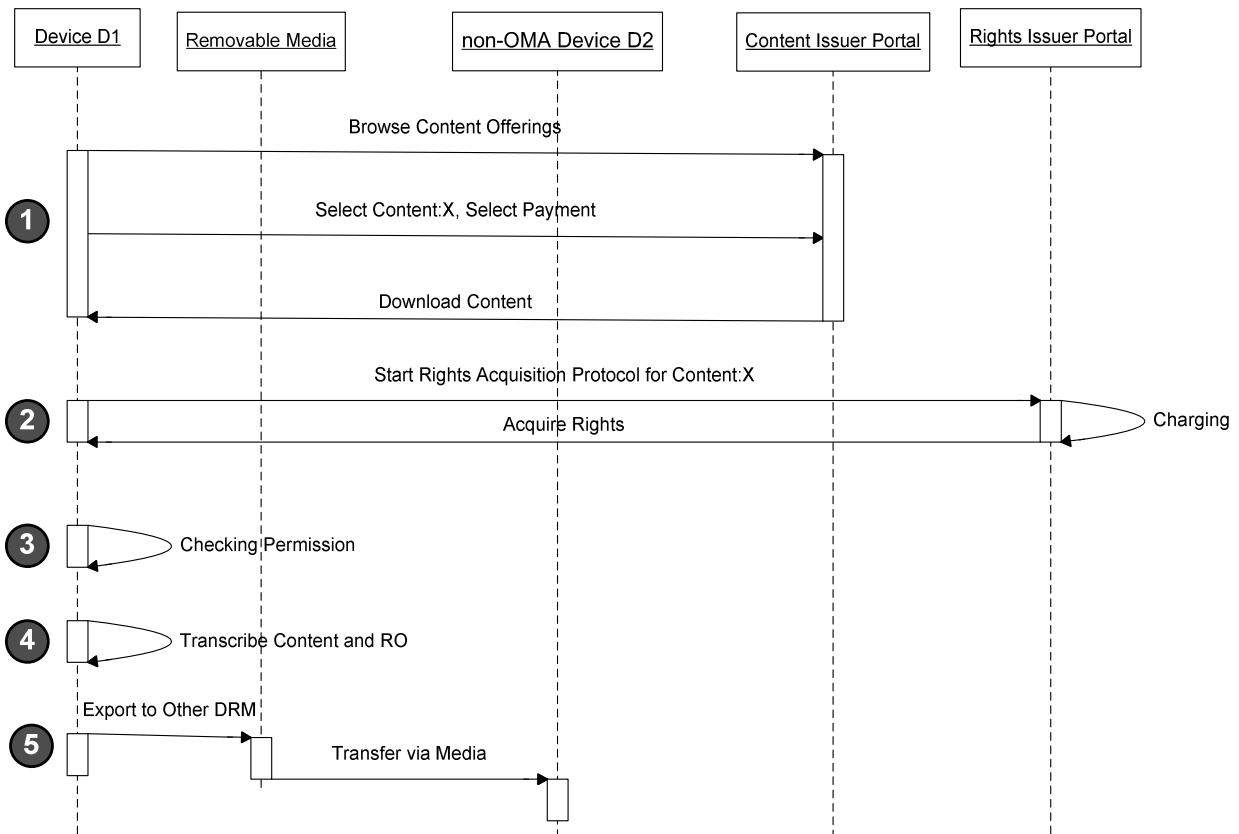 Device D1
Removable Media
non-OMA Device D2
Content Issuer Portal
Rights Issuer Portal
Browse Content Offerings
1
Select Content:X, Select Payment
Download Content
Start Rights Acquisition Protocol for Content:X
2
Acquire Rights
Charging
3
Checking Permission
4
Transcribe Content and RO
Export to Other DRM
5
Transfer via Media